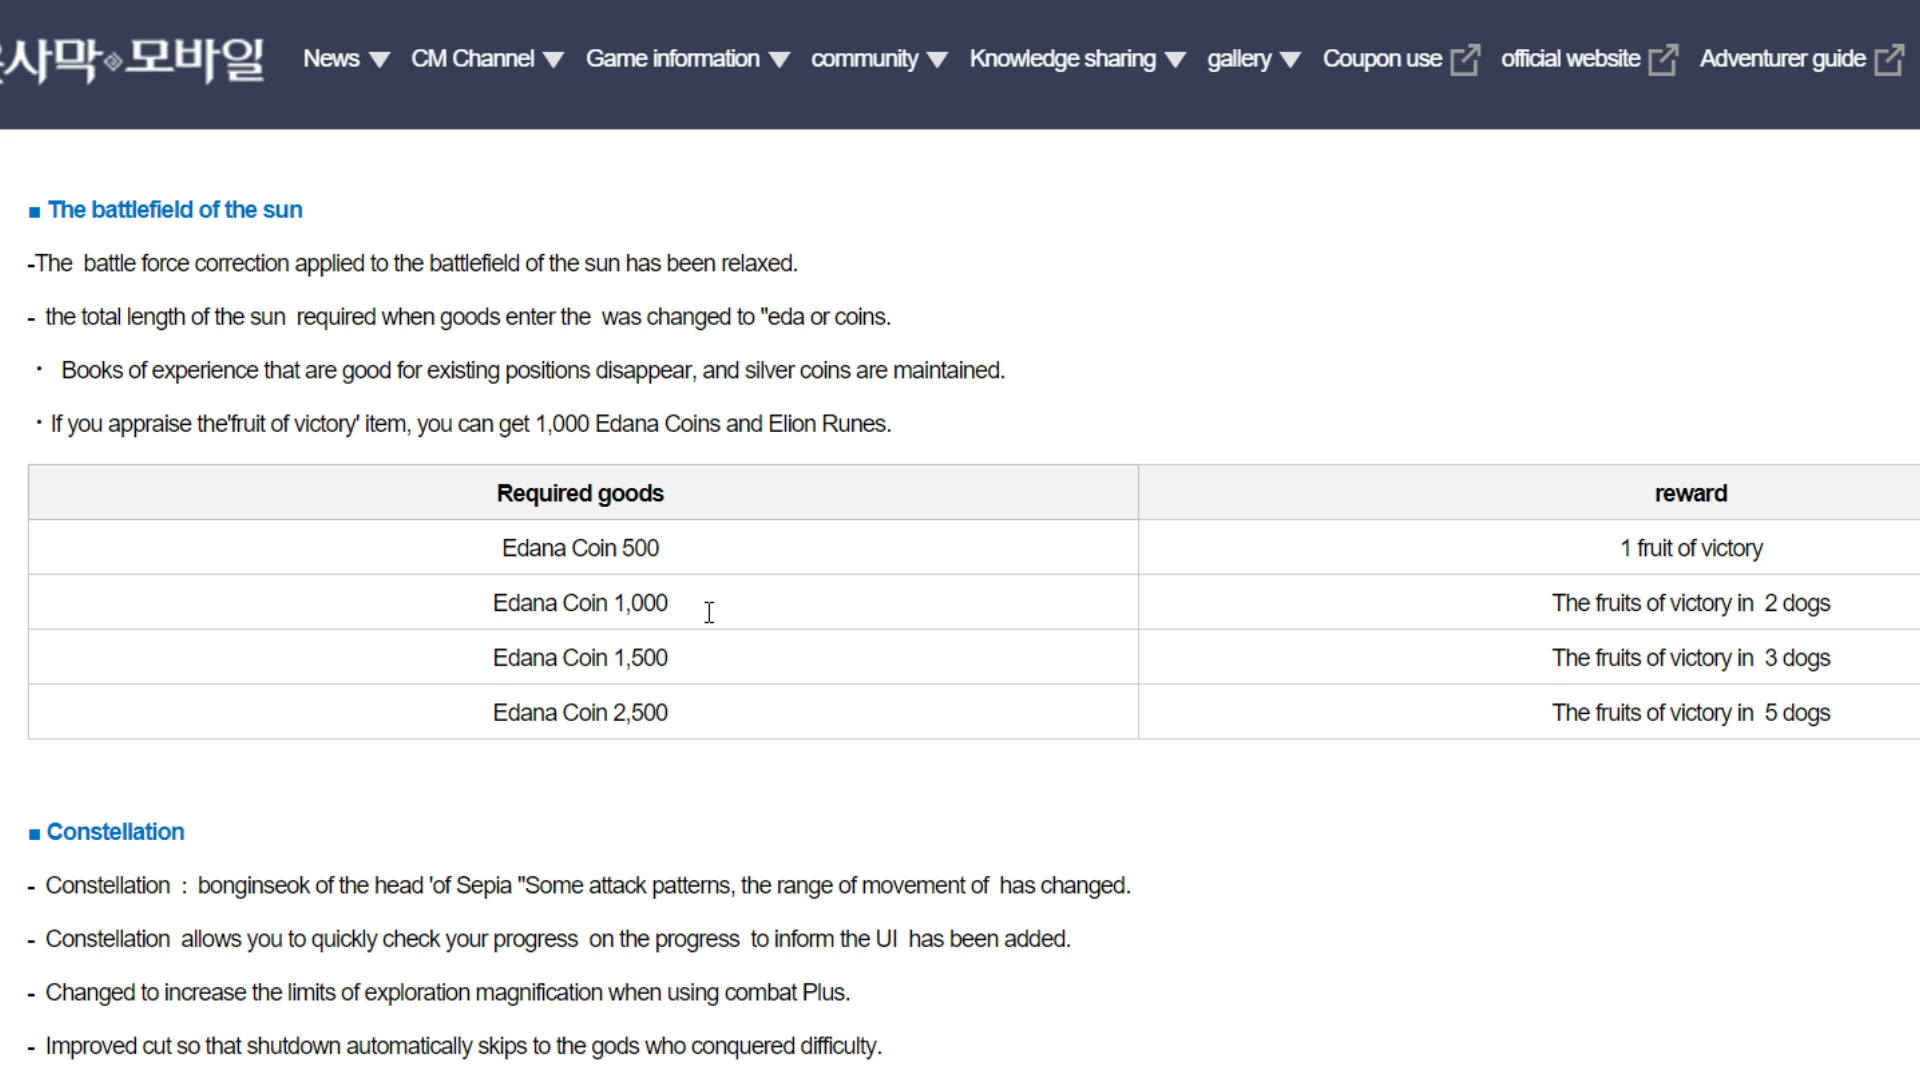 사막 모바일 News CM Channel Game information community Knowledge sharing gallery Coupon use official website Adventurer guide
■ The battlefield of the sun
-The battle force correction applied to the battlefield of the sun has been relaxed.
- the total length of the sun required when goods enter the was changed to "eda or coins.
· Books of experience that are good for existing positions disappear, and silver coins are maintained.
· If you appraise the'fruit of victory' item, you can get 1,000 Edana Coins and Elion Runes.
Required goods reward
Edana Coin 500 1 fruit of victory
Edana Coin 1,000 The fruits of victory in 2 dogs
Edana Coin 1,500 The fruits of victory in 3 dogs
Edana Coin 2,500 The fruits of victory in 5 dogs
■ Constellation
- Constellation : bonginseok of the head 'of Sepia "Some attack patterns, the range of movement of has changed.
- Constellation allows you to quickly check your progress on the progress to inform the UI has been added.
- Changed to increase the limits of exploration magnification when using combat Plus.
- Improved cut so that shutdown automatically skips to the gods who conquered difficulty.